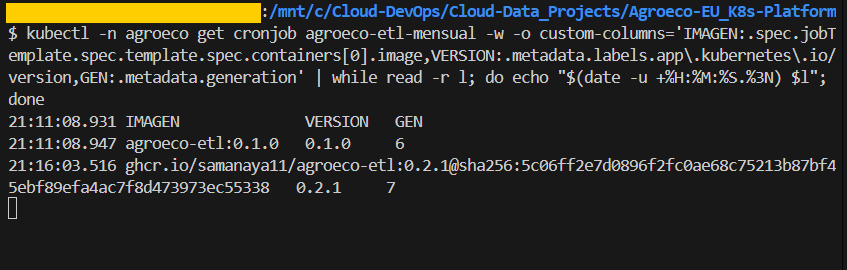 :/mnt/c/Cloud-DevOps/Cloud-Data_Projects/Agroeco-EU_K8s-Platform
$ kubectl -n agroeco get cronjob agroeco-etl-mensual -w -o custom-columns='IMAGEN:.spec.jobT
emplate.spec.template.spec.containers[0].image,VERSION:.metadata.labels.app\.kubernetes\.io/
version,GEN:.metadata.generation' | while read -r l; do echo "$(date -u +%H:%M:%S.%3N) $l";
done
21:11:08.931 IMAGEN              VERSION   GEN
21:11:08.947 agroeco-etl:0.1.0   0.1.0     6
21:16:03.516 ghcr.io/samanaya11/agroeco-etl:0.2.1@sha256:5c06ff2e7d0896f2fc0ae68c75213b87bf4
5ebf89efa4ac7f8d473973ec55338   0.2.1     7